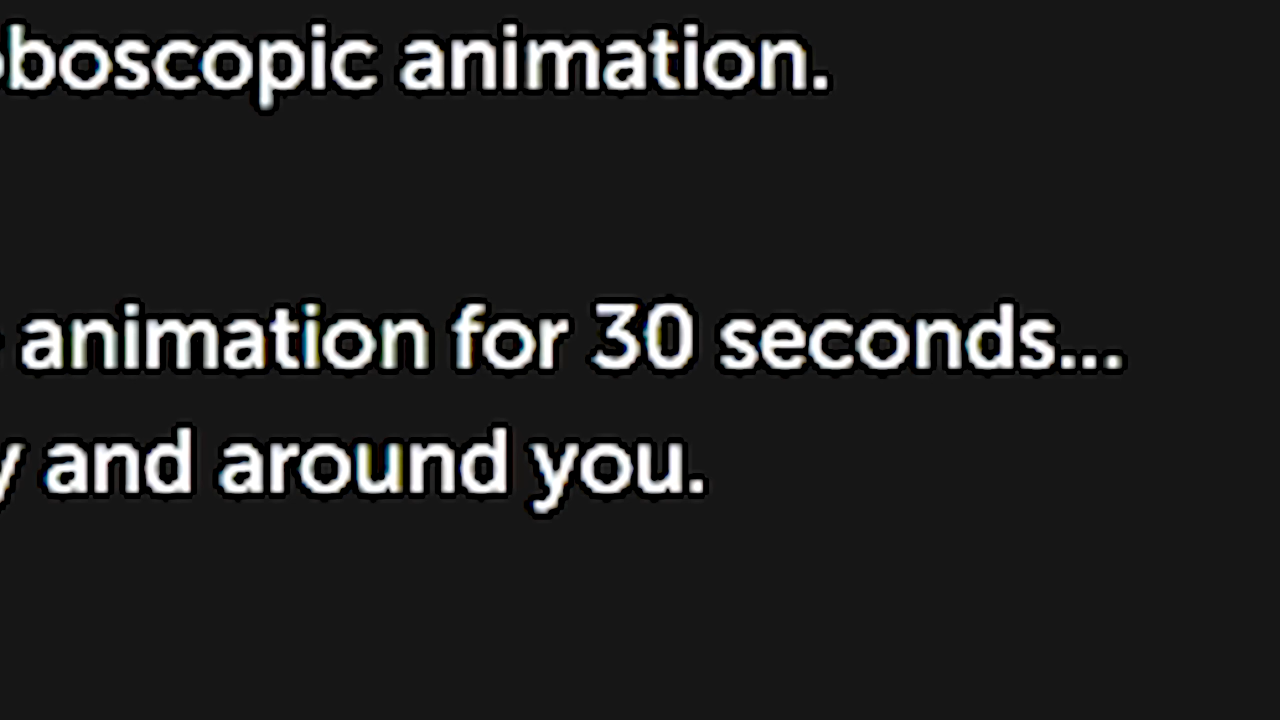 boscopic animation.
animation for 30 seconds...
y and around you.